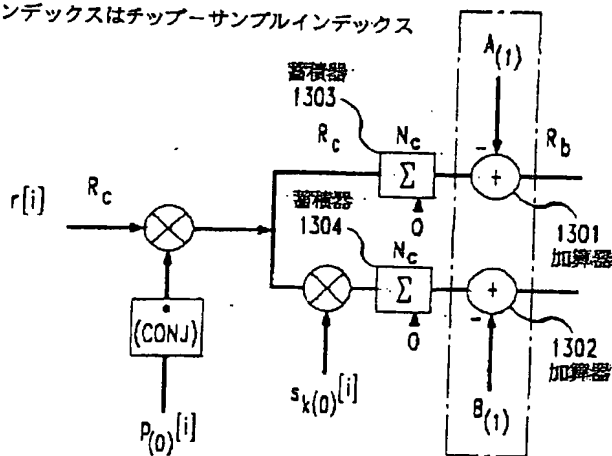 ンデックスはチップーサンプルインデックス
A(1)
蓄積器
1303
Rc
Nc
Rb
-
Σ
+
r[i]
Rc
0
1301
加算器
蓄積器
1304
Nc
Σ
+
*
(CONJ)
0
-
1302
加算器
sk(0)[i]
B(1)
p(0)[i]